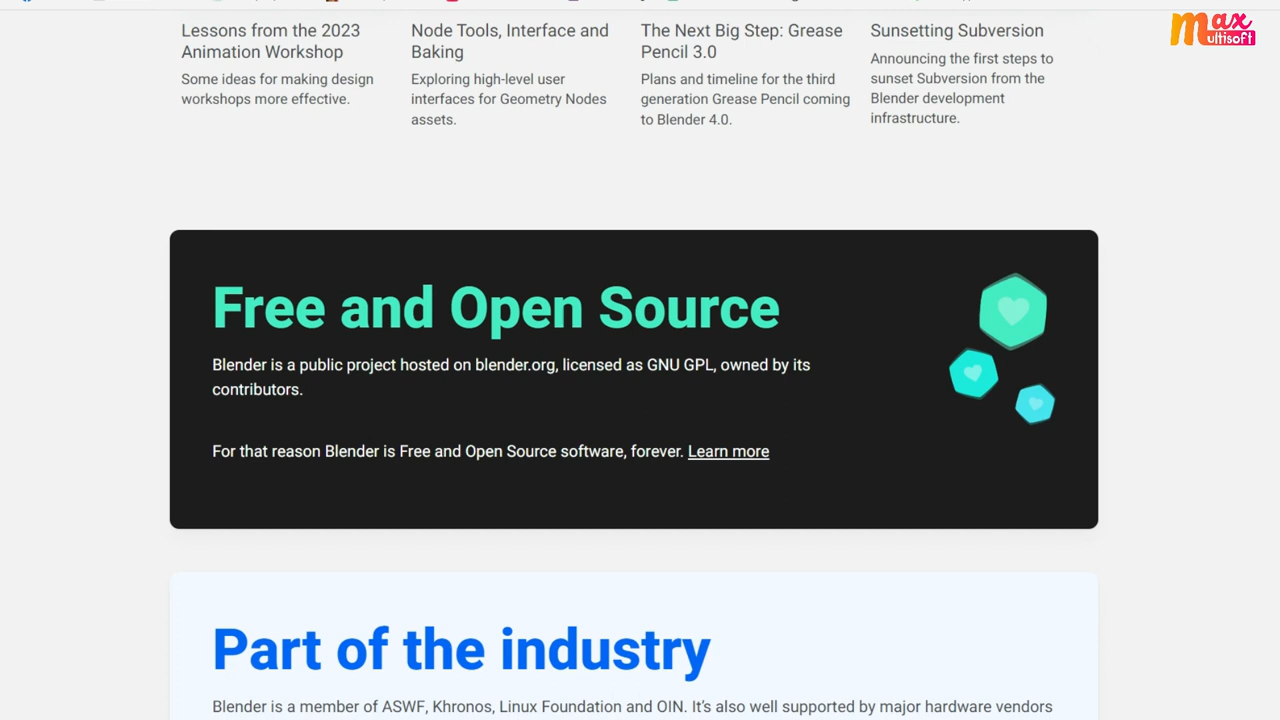 max
ultisoft
Lessons from the 2023
Animation Workshop
Some ideas for making design
workshops more effective.
Node Tools, Interface and
Baking
Exploring high-level user
interfaces for Geometry Nodes
assets.
The Next Big Step: Grease
Pencil 3.0
Plans and timeline for the third
generation Grease Pencil coming
to Blender 4.0.
Sunsetting Subversion
Announcing the first steps to
sunset Subversion from the
Blender development
infrastructure.
Free and Open Source
Blender is a public project hosted on blender.org, licensed as GNU GPL, owned by its
contributors.
For that reason Blender is Free and Open Source software, forever. Learn more
Part of the industry
Blender is a member of ASWF, Khronos, Linux Foundation and OIN. It's also well supported by major hardware vendors